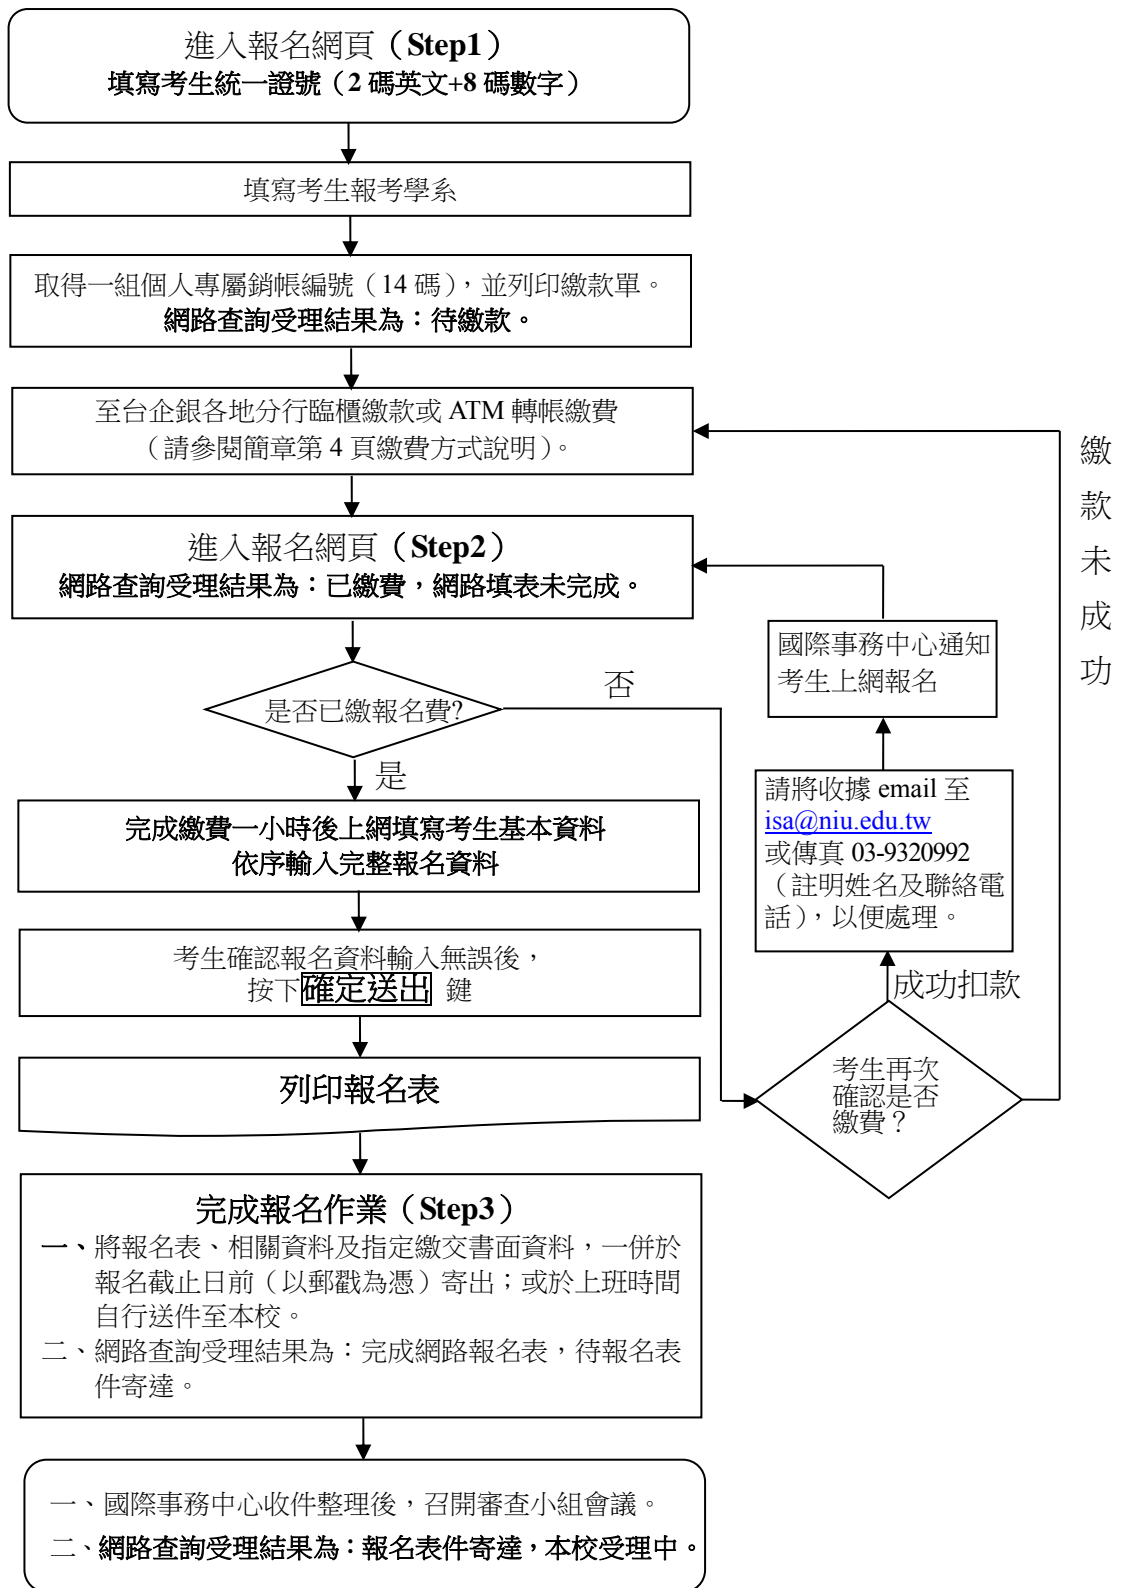 進入報名網頁（Step1）
填寫考生統一證號（2 碼英文+8 碼數字）
填寫考生報考學系
取得一組個人專屬銷帳編號（14 碼），並列印繳款單。
網路查詢受理結果為：待繳款。
至台企銀各地分行臨櫃繳款或 ATM 轉帳繳費
（請參閱簡章第 4 頁繳費方式說明）。
進入報名網頁（Step2）
網路查詢受理結果為：已繳費，網路填表未完成。
是否已繳報名費?
否
是
完成繳費一小時後上網填寫考生基本資料
依序輸入完整報名資料
考生確認報名資料輸入無誤後，
按下確定送出 鍵
列印報名表
完成報名作業（Step3）
一、將報名表、相關資料及指定繳交書面資料，一併於
報名截止日前（以郵戳為憑）寄出；或於上班時間
自行送件至本校。
二、網路查詢受理結果為：完成網路報名表，待報名表
件寄達。
一、國際事務中心收件整理後，召開審查小組會議。
二、網路查詢受理結果為：報名表件寄達，本校受理中。
國際事務中心通知
考生上網報名
請將收據 email 至
isa@niu.edu.tw
或傳真 03-9320992
（註明姓名及聯絡電
話），以便處理。
成功扣款
考生再次
確認是否
繳費？
繳
款
未
成
功